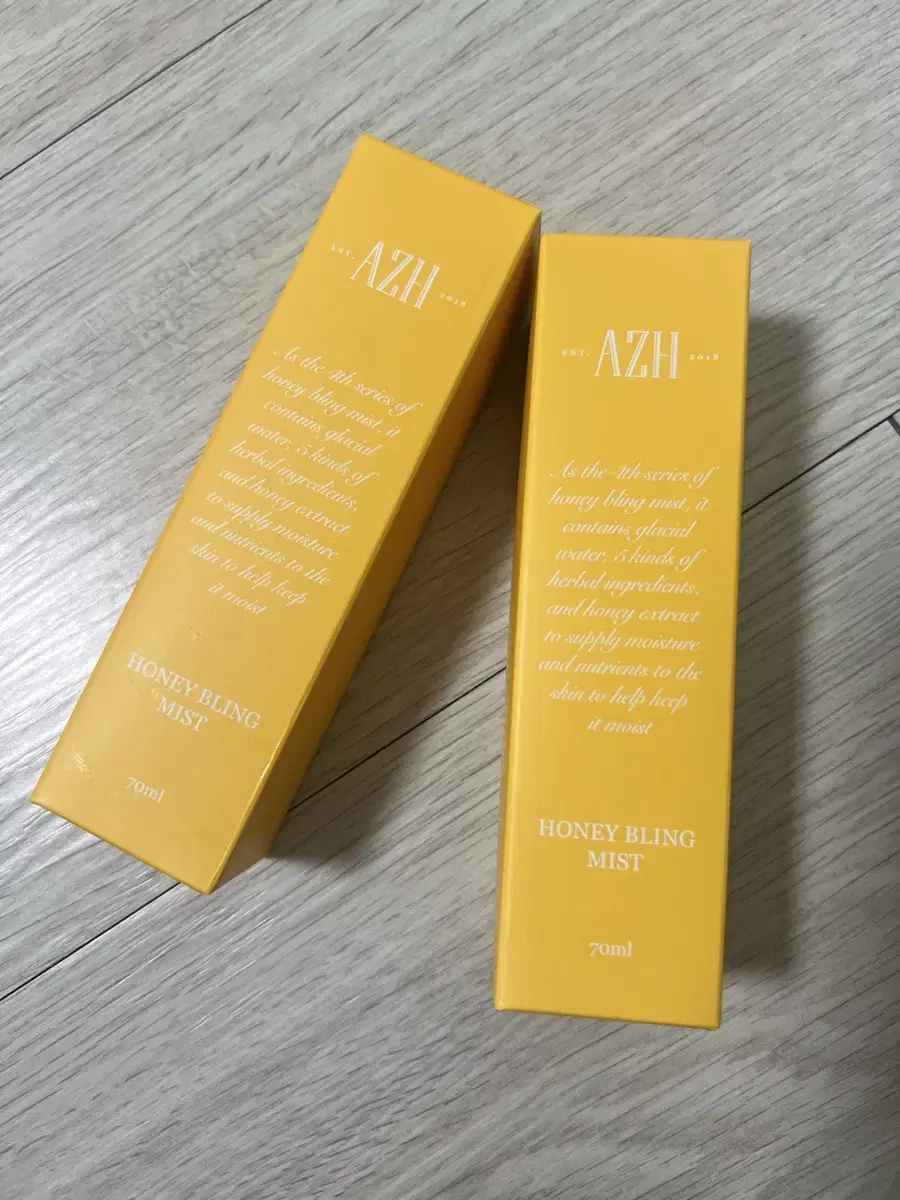 EST. AZH 2018
As the 4th series of
honey bling mist, it
contains glacial
water, 5 kinds of
herbal ingredients,
and honey extract
to supply moisture
and nutrients to the
skin to help keep
it moist
HONEY BLING
MIST
70ml
EST. AZH 2018
As the 4th series of
honey bling mist, it
contains glacial
water, 5 kinds of
herbal ingredients,
and honey extract
to supply moisture
and nutrients to the
skin to help keep
it moist
HONEY BLING
MIST
70ml